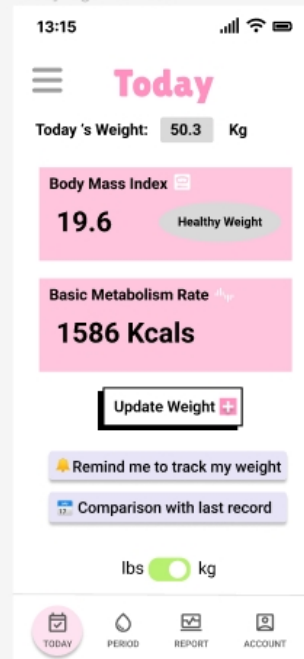 13:15
Today
Today 's Weight: 50.3 Kg
Body Mass Index
19.6 Healthy Weight
Basic Metabolism Rate
1586 Kcals
Update Weight
Remind me to track my weight
Comparison with last record
lbs kg
TODAY PERIOD REPORT ACCOUNT